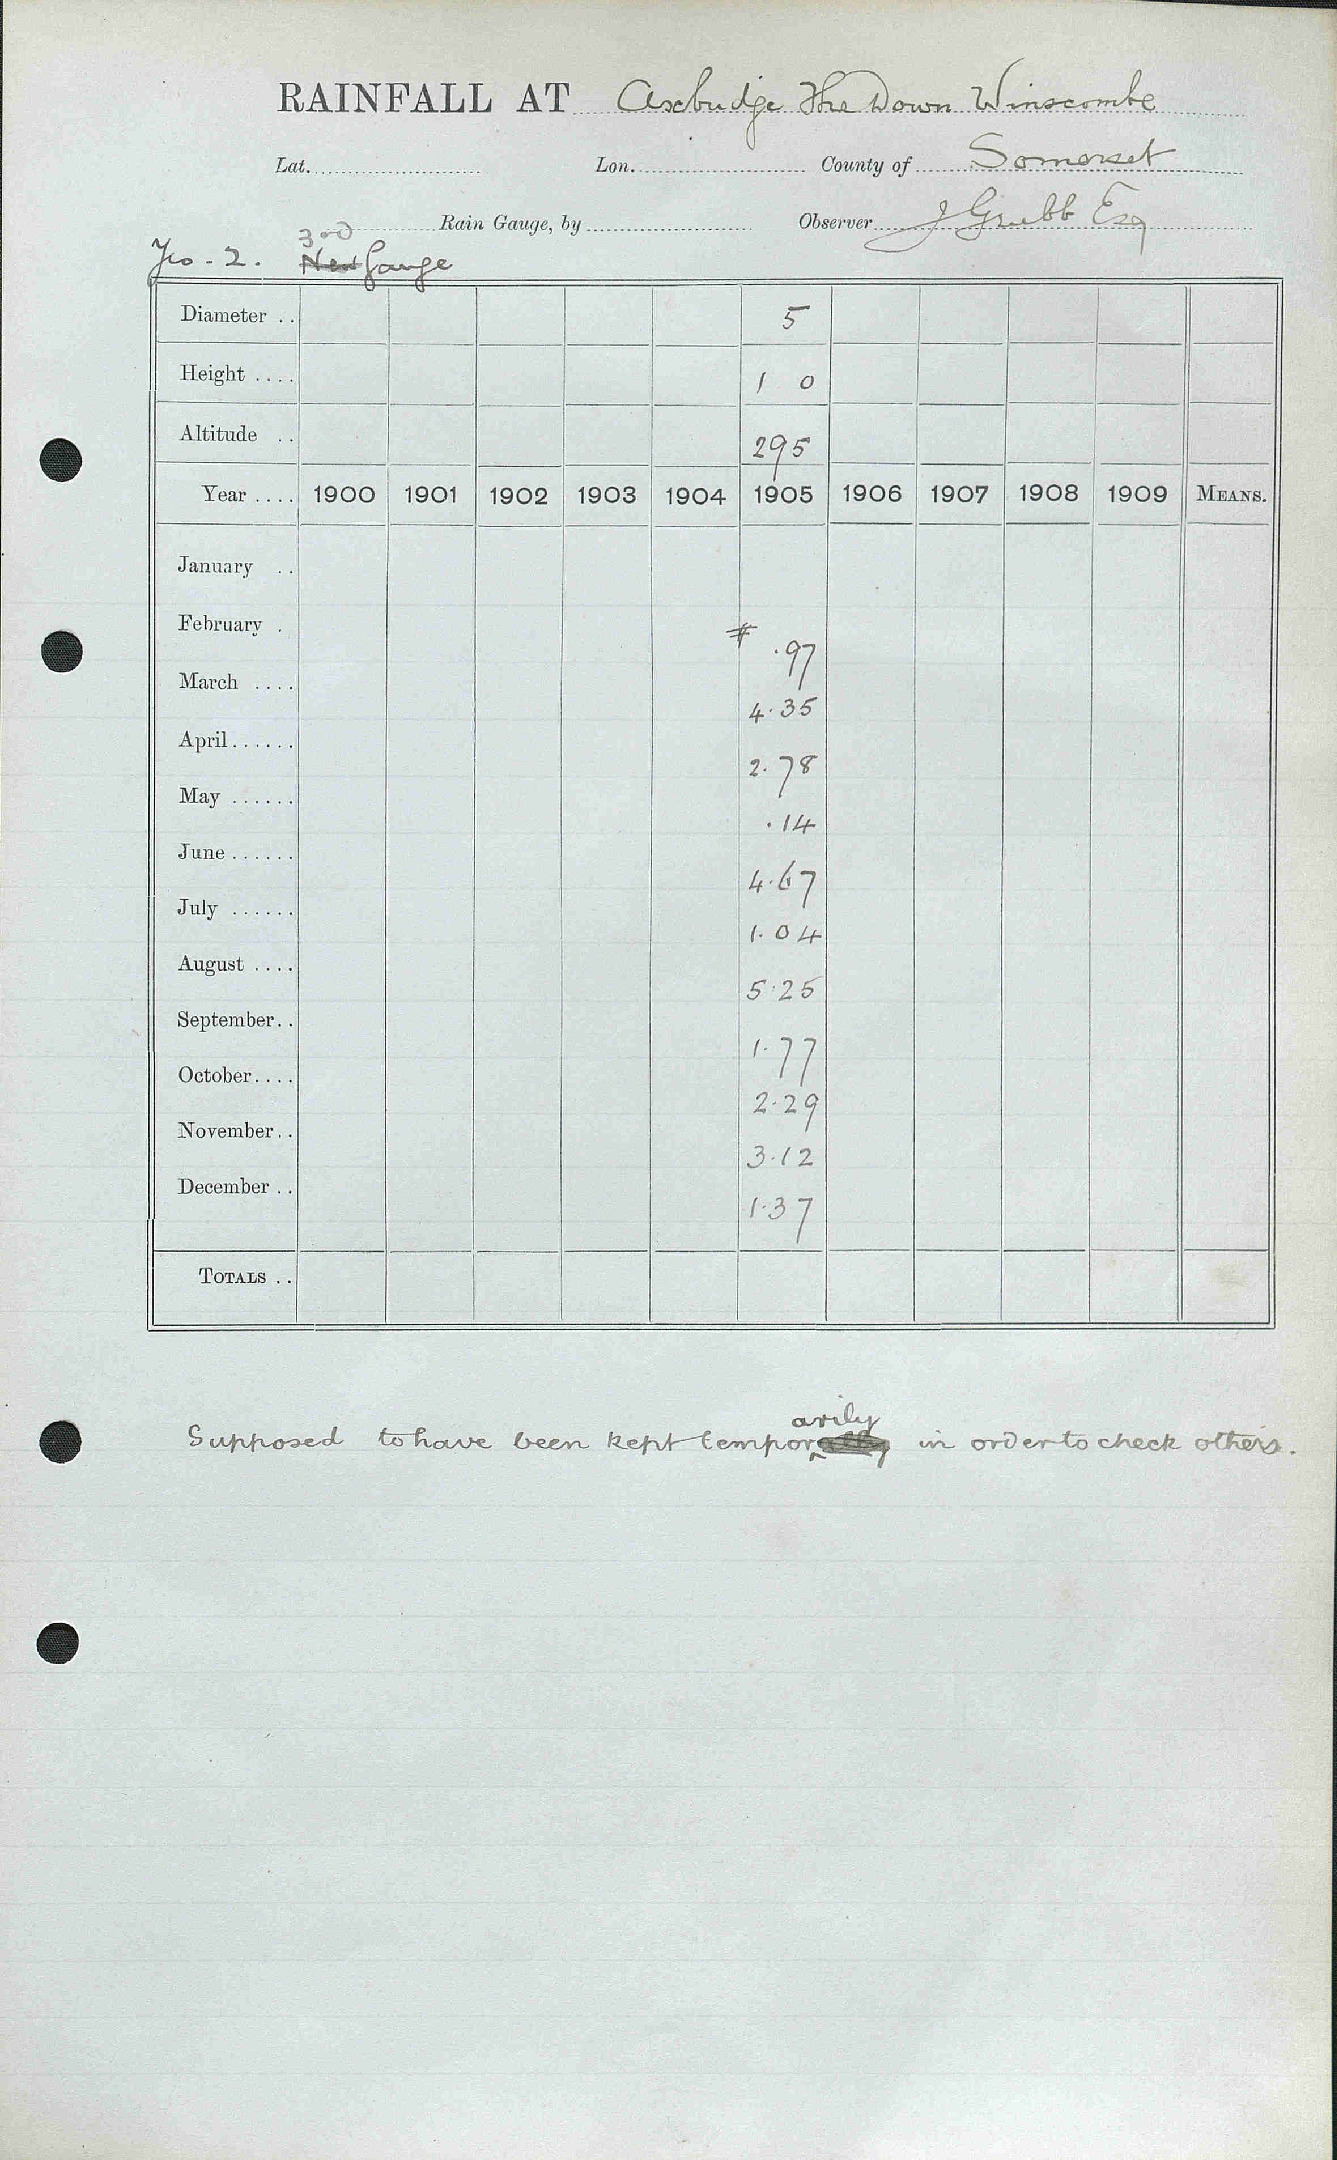 RAINFALL AT Axbridge The Down Winscombe
Lat. Lon. County of Somerset
Rain Gauge, by Observer J Grubb Esq
3rd
Yeo - 2. New Gauge
Diameter .. 5
Height .... 1 0
Altitude .. 295
Year .... 1900 1901 1902 1903 1904 1905 1906 1907 1908 1909 MEANS.
January ..
February . # .97
March .... 4.35
April ...... 2.78
May ...... .14
June ...... 4.67
July ...... 1.04
August .... 5.25
September.. 1.77
October.... 2.29
November.. 3.12
December .. 1.37
TOTALS ..
arily
Supposed to have been kept tempor in order to check others.